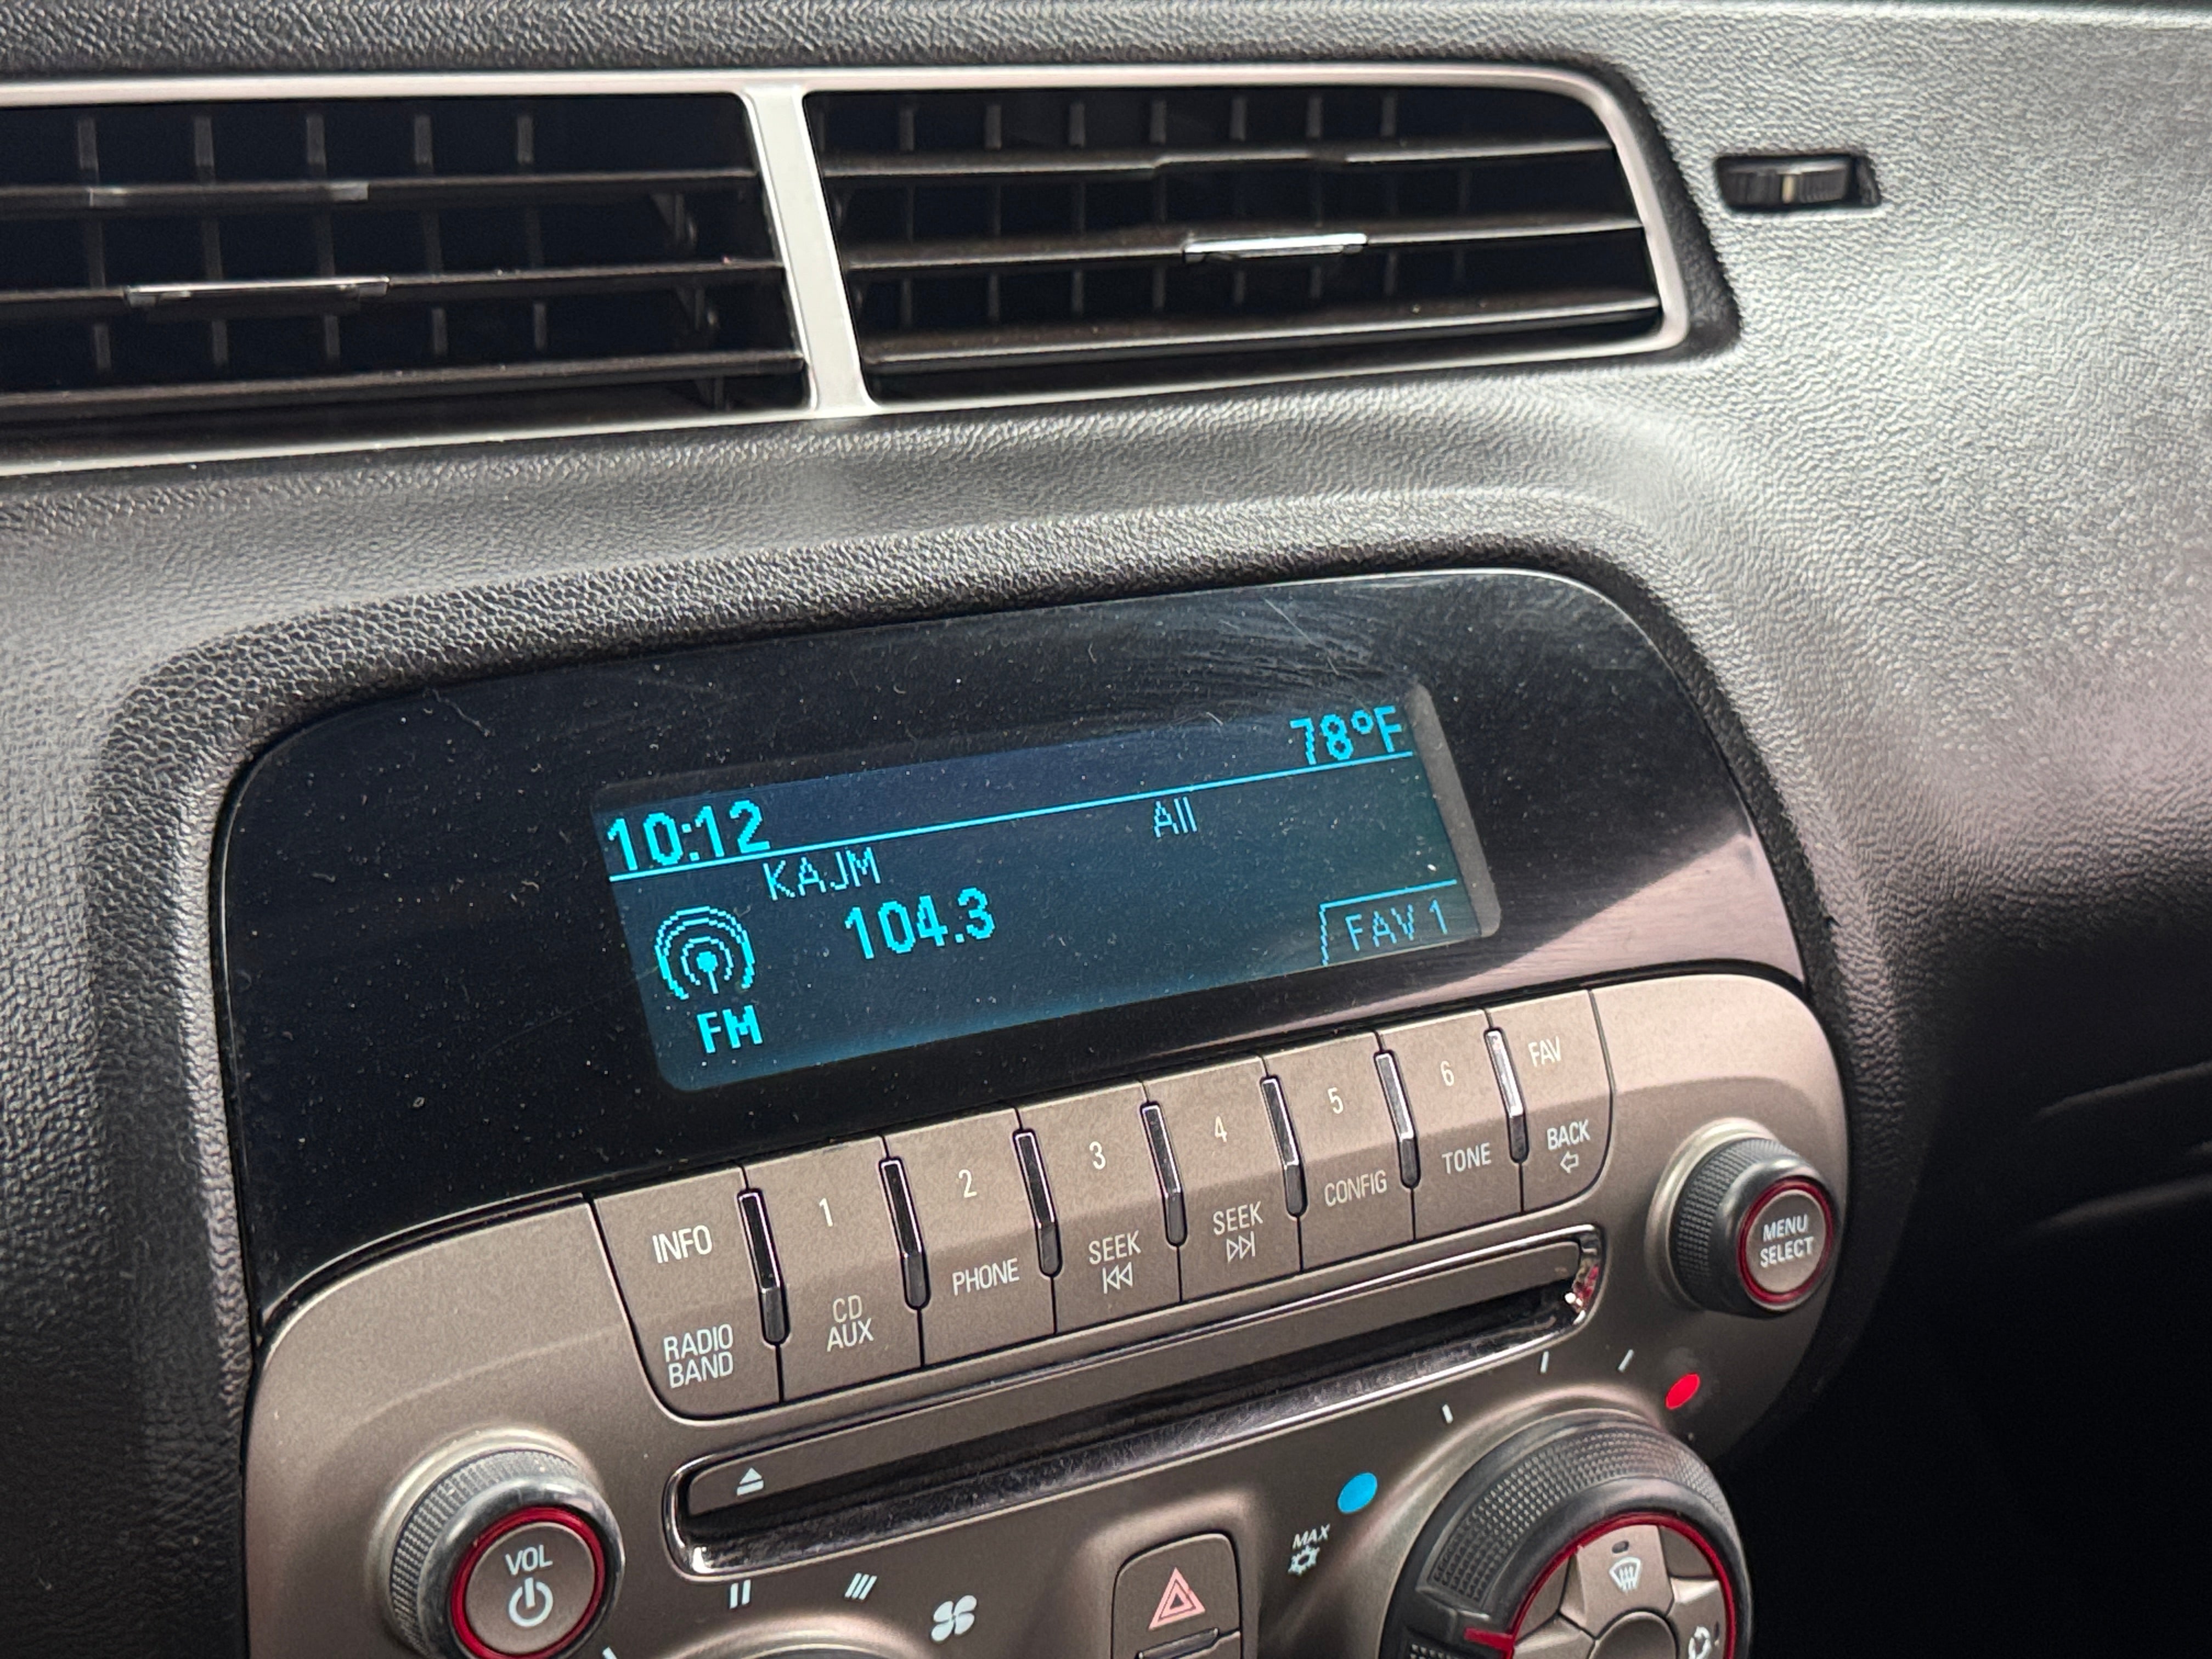 10:12
78°F
KAJM
All
104.3
FM
FAV 1
INFO
1
2
3
4
5
6
FAV
RADIO
BAND
CD
AUX
PHONE
SEEK
SEEK
CONFIG
TONE
BACK
MENU
SELECT
VOL
MAX